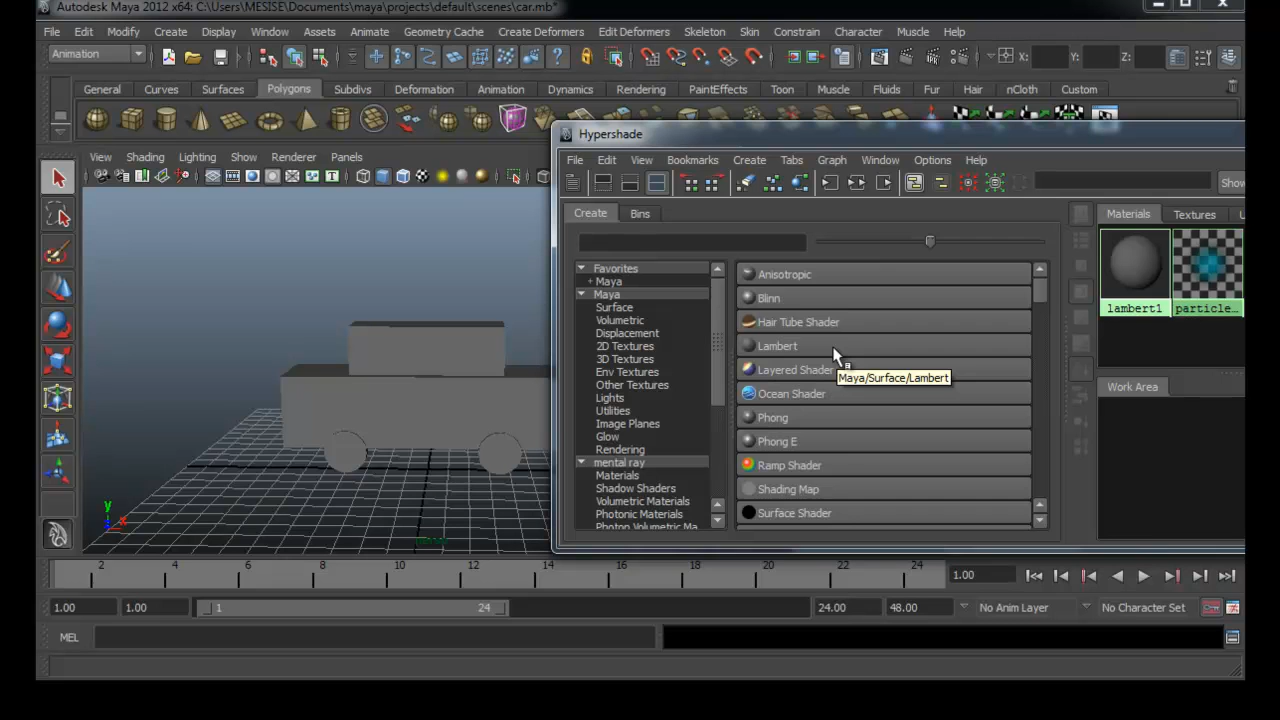 Autodesk Maya 2012 x64: C:\Users\MESISE\Documents\maya\projects\default\scenes\car.mb*
File Edit Modify Create Display Window Assets Animate Geometry Cache Create Deformers Edit Deformers Skeleton Skin Constrain Character Muscle Help
Animation X: Y: Z:
General Curves Surfaces Polygons Subdivs Deformation Animation Dynamics Rendering PaintEffects Toon Muscle Fluids Fur Hair nCloth Custom
Hypershade
View Shading Lighting Show Renderer Panels
File Edit View Bookmarks Create Tabs Graph Window Options Help
Show
Create Bins
Materials Textures U
Favorites
+ Maya
Maya
Surface
Volumetric
Displacement
2D Textures
3D Textures
Env Textures
Other Textures
Lights
Utilities
Image Planes
Glow
Rendering
mental ray
Materials
Shadow Shaders
Volumetric Materials
Photonic Materials
Photon Volumetric Ma
Anisotropic
Blinn
Hair Tube Shader
Lambert
Layered Shader
Maya/Surface/Lambert
Ocean Shader
Phong
Phong E
Ramp Shader
Shading Map
Surface Shader
lambert1 particle...
Work Area
y
x
z
2 4 6 8 10 12 14 16 18 20 22 24 1.00
1.00 1.00 1 24 24.00 48.00 No Anim Layer No Character Set
MEL